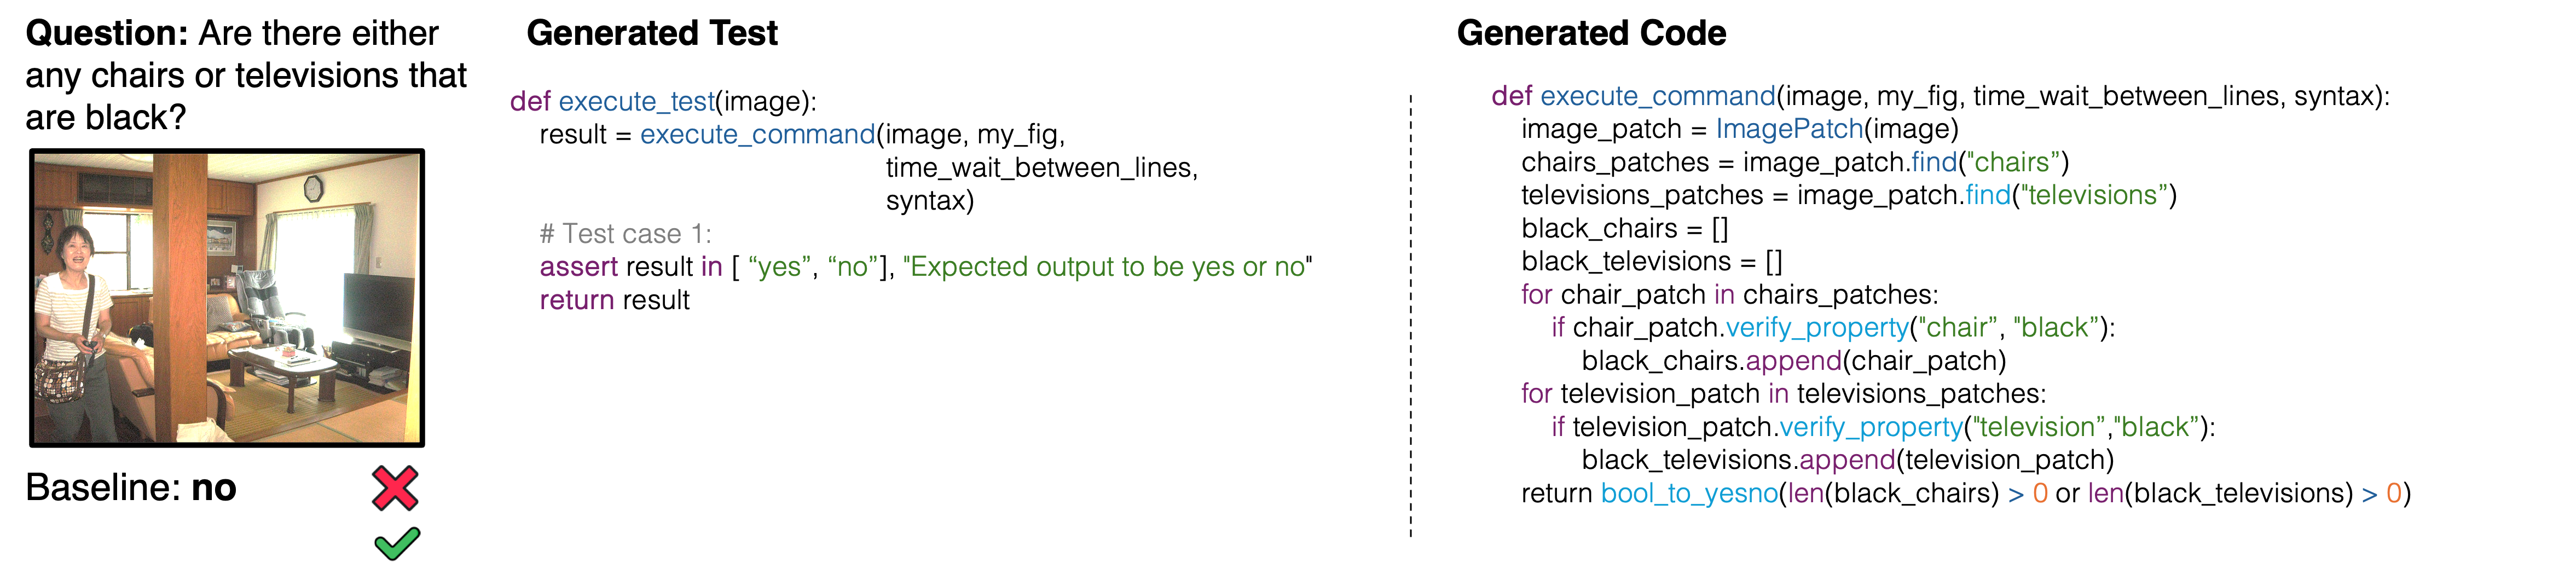 Question: Are there either
any chairs or televisions that
are black?
Baseline: no
Generated Test
def execute_test(image):
result = execute_command(image, my_fig,
time_wait_between_lines,
syntax)
# Test case 1:
assert result in [ “yes”, “no”], "Expected output to be yes or no"
return result
Generated Code
def execute_command(image, my_fig, time_wait_between_lines, syntax):
image_patch = ImagePatch(image)
chairs_patches = image_patch.find("chairs”)
televisions_patches = image_patch.find("televisions”)
black_chairs = []
black_televisions = []
for chair_patch in chairs_patches:
if chair_patch.verify_property("chair”, "black”):
black_chairs.append(chair_patch)
for television_patch in televisions_patches:
if television_patch.verify_property("television”,"black”):
black_televisions.append(television_patch)
return bool_to_yesno(len(black_chairs) > 0 or len(black_televisions) > 0)